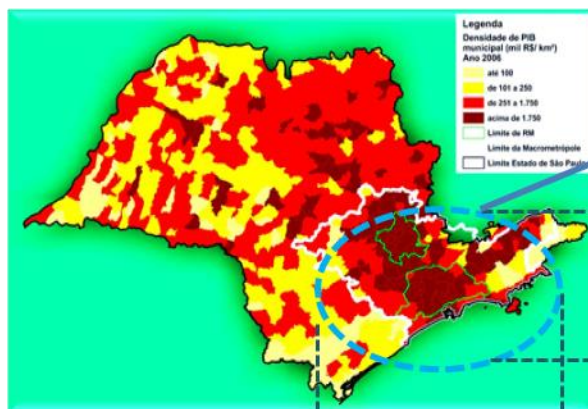 Legenda
Densidade de PIB
municipal (mil R$/ km²)
Ano 2006
até 100
de 101 a 250
de 251 a 1.750
acima de 1.750
Limite de RM
Limite da Macrometrópole
Limite Estado de São Paulo